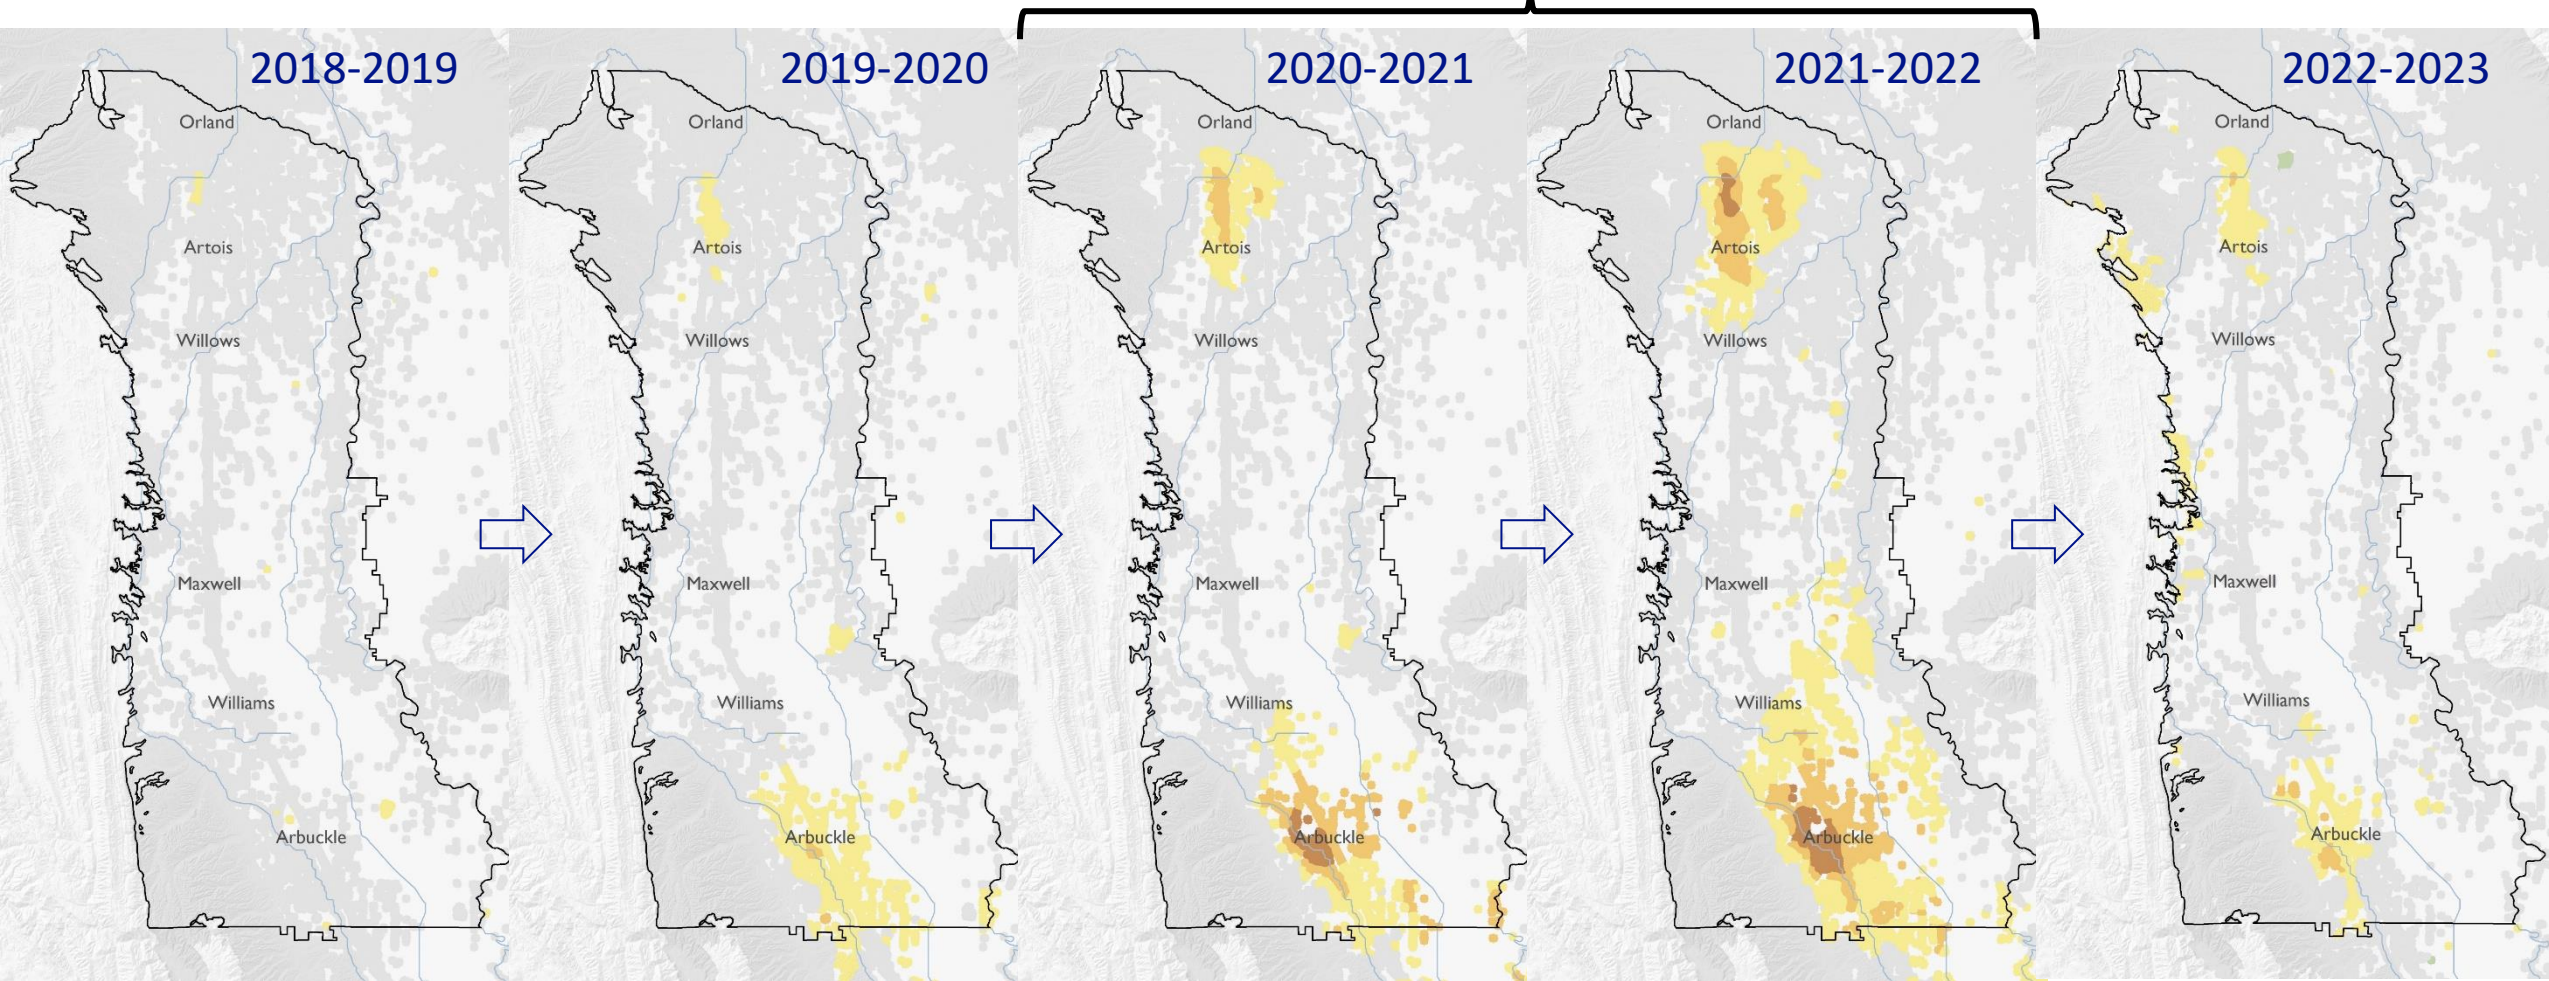 2018-2019
Orland
Artois
Willows
Maxwell
Williams
Arbuckle
2019-2020
Orland
Artois
Willows
Maxwell
Williams
Arbuckle
2020-2021
Orland
Artois
Willows
Maxwell
Williams
Arbuckle
2021-2022
Orland
Artois
Willows
Maxwell
Williams
Arbuckle
2022-2023
Orland
Artois
Willows
Maxwell
Williams
Arbuckle